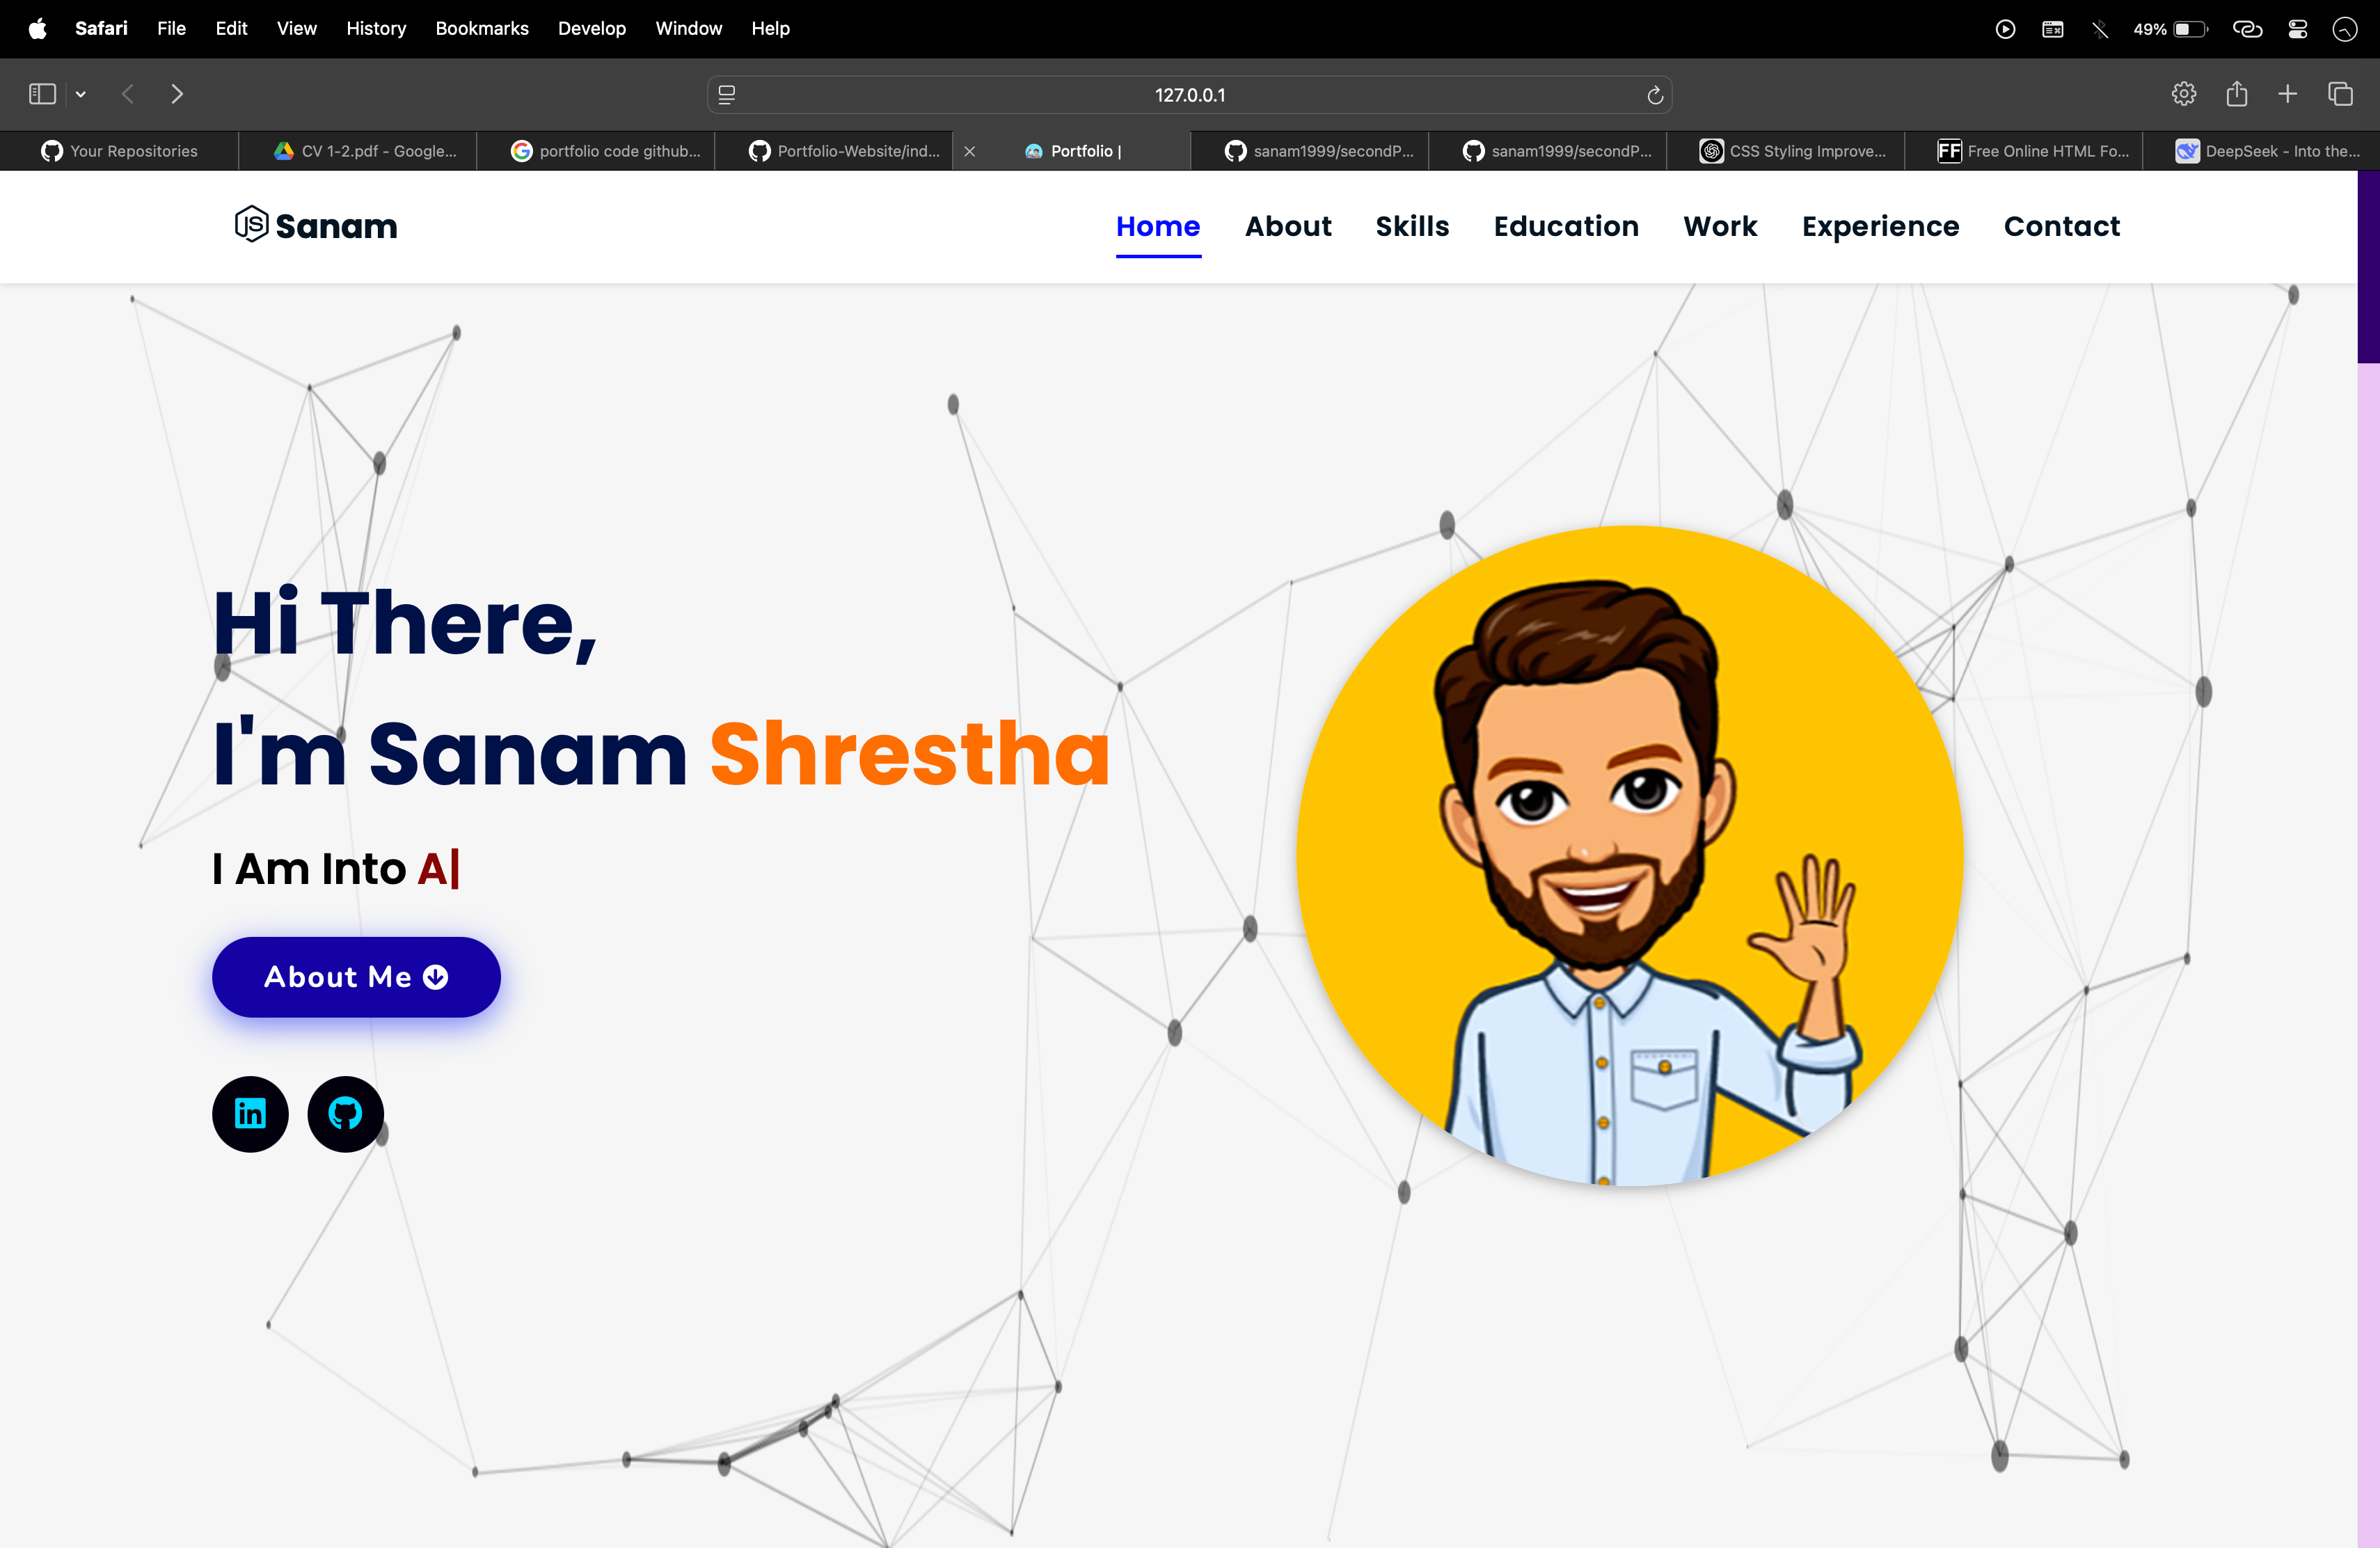 Safari File Edit View History Bookmarks Develop Window Help 49%
127.0.0.1
Your Repositories CV 1-2.pdf - Google... portfolio code github... Portfolio-Website/ind... Portfolio | sanam1999/secondP... sanam1999/secondP... CSS Styling Improve... FF Free Online HTML Fo... DeepSeek - Into the...
JS Sanam Home About Skills Education Work Experience Contact
Hi There,
I'm Sanam Shrestha
I Am Into A|
About Me
in